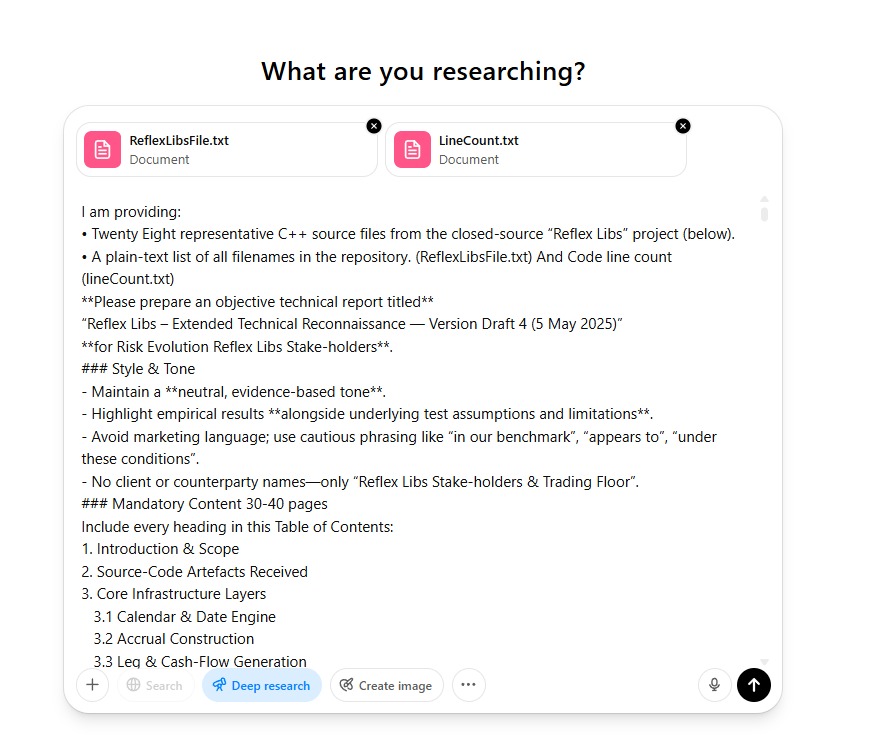 What are you researching?
ReflexLibsFile.txt
Document
LineCount.txt
Document
I am providing:
• Twenty Eight representative C++ source files from the closed-source “Reflex Libs” project (below).
• A plain-text list of all filenames in the repository. (ReflexLibsFile.txt) And Code line count
(lineCount.txt)
**Please prepare an objective technical report titled**
“Reflex Libs – Extended Technical Reconnaissance — Version Draft 4 (5 May 2025)”
**for Risk Evolution Reflex Libs Stake-holders**.
### Style & Tone
- Maintain a **neutral, evidence-based tone**.
- Highlight empirical results **alongside underlying test assumptions and limitations**.
- Avoid marketing language; use cautious phrasing like “in our benchmark”, “appears to”, “under
these conditions”.
- No client or counterparty names—only “Reflex Libs Stake-holders & Trading Floor”.
### Mandatory Content 30-40 pages
Include every heading in this Table of Contents:
1. Introduction & Scope
2. Source-Code Artefacts Received
3. Core Infrastructure Layers
3.1 Calendar & Date Engine
3.2 Accrual Construction
3.3 Leg & Cash-Flow Generation
Search
Deep research
Create image